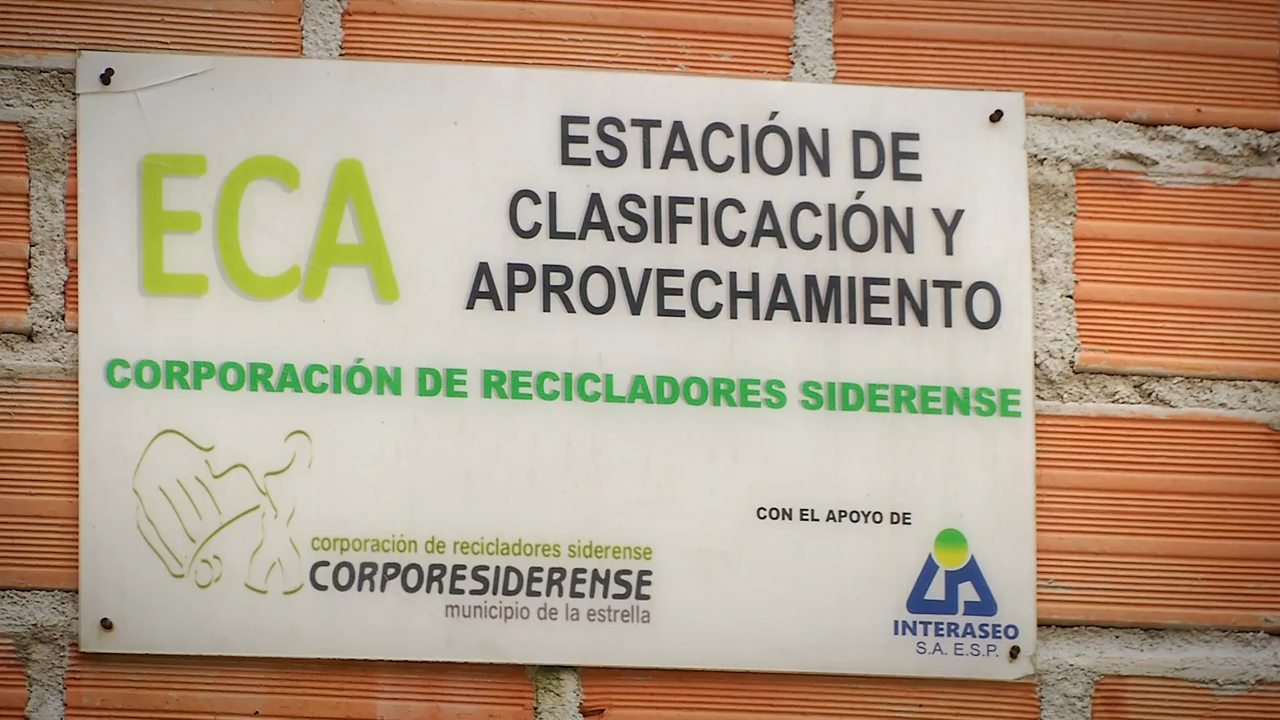 ECA
ESTACIÓN DE
CLASIFICACIÓN Y
APROVECHAMIENTO
CORPORACIÓN DE RECICLADORES SIDERENSE
corporación de recicladores siderense
CORPORESIDERENSE
municipio de la estrella
CON EL APOYO DE
INTERASEO
S.A. E.S.P.